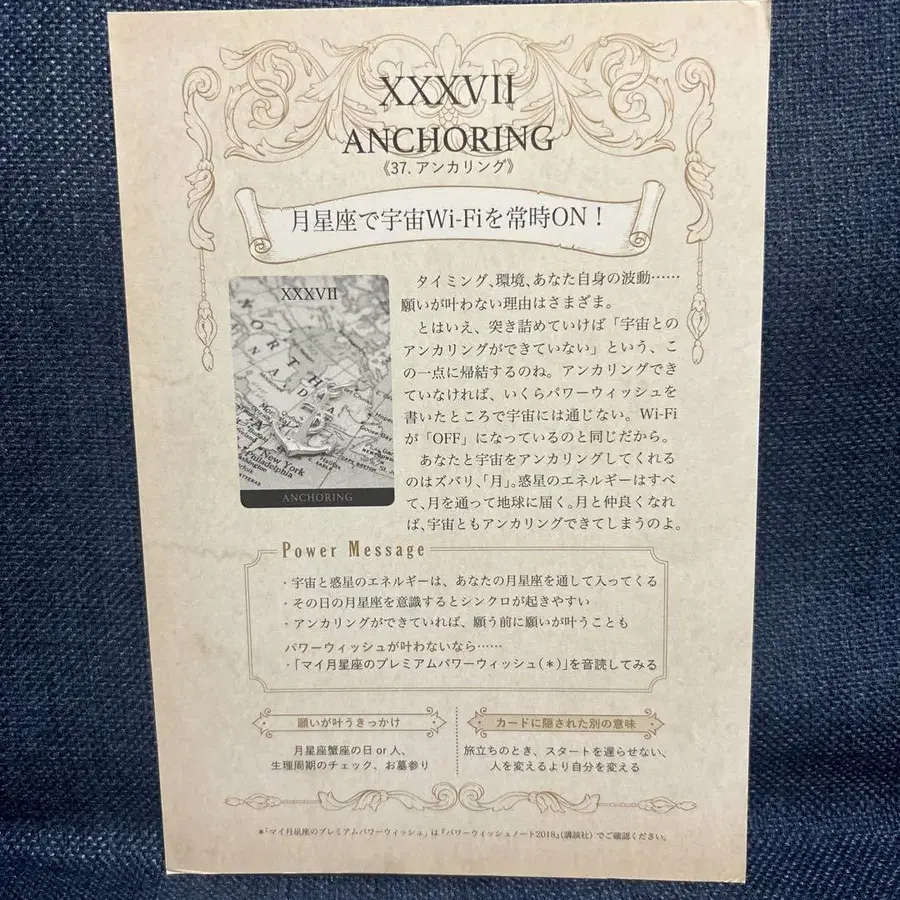 XXXVII
ANCHORING
《37. アンカリング》
月星座で宇宙Wi-Fiを常時ON！
XXXVII
NORTH
New York
Philadelphia
ANCHORING
タイミング、環境、あなた自身の波動……
願いが叶わない理由はさまざま。
とはいえ、突き詰めていけば「宇宙との
アンカリングができていない」という、こ
の一点に帰結するのね。アンカリングでき
ていなければ、いくらパワーウィッシュを
書いたところで宇宙には通じない。Wi-Fi
が「OFF」になっているのと同じだから。
あなたと宇宙をアンカリングしてくれる
のはズバリ、「月」。惑星のエネルギーはすべ
て、月を通って地球に届く。月と仲良くなれ
ば、宇宙ともアンカリングできてしまうのよ。
Power Message
・宇宙と惑星のエネルギーは、あなたの月星座を通して入ってくる
・その日の月星座を意識するとシンクロが起きやすい
・アンカリングができていれば、願う前に願いが叶うことも
パワーウィッシュが叶わないなら……
・「マイ月星座のプレミアムパワーウィッシュ(＊)」を音読してみる
願いが叶うきっかけ
月星座蟹座の日 or 人、
生理周期のチェック、お墓参り
カードに隠された別の意味
旅立ちのとき、スタートを遅らせない、
人を変えるより自分を変える
＊「マイ月星座のプレミアムパワーウィッシュ」は『パワーウィッシュノート2018』(講談社) でご確認ください。